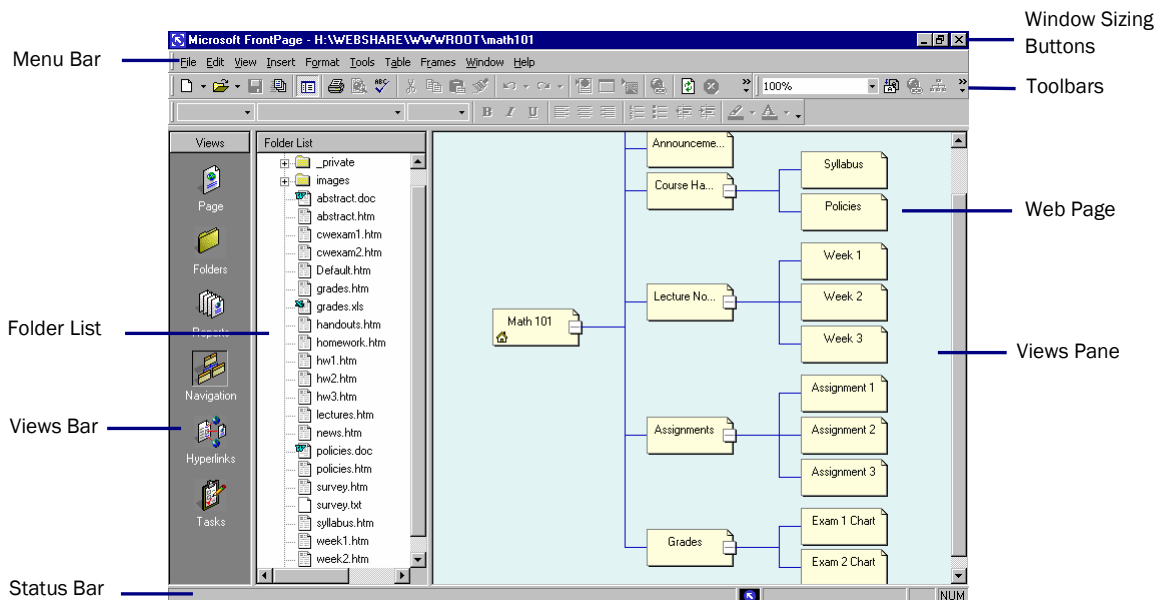 Window Sizing
Buttons
Menu Bar
Microsoft FrontPage - H:\WEBSHARE\WWWROOT\math101
File Edit View Insert Format Tools Table Frames Window Help
Toolbars
100%
B I U A
Views
Folder List
_private
images
abstract.doc
abstract.htm
cwexam1.htm
cwexam2.htm
Default.htm
grades.htm
grades.xls
handouts.htm
homework.htm
hw1.htm
hw2.htm
hw3.htm
lectures.htm
news.htm
policies.doc
policies.htm
survey.htm
survey.txt
syllabus.htm
week1.htm
week2.htm
Page
Folders
Reports
Navigation
Hyperlinks
Tasks
Math 101
Announceme...
Course Ha...
Syllabus
Policies
Lecture No...
Week 1
Week 2
Week 3
Assignments
Assignment 1
Assignment 2
Assignment 3
Grades
Exam 1 Chart
Exam 2 Chart
Web Page
Views Pane
Folder List
Views Bar
Status Bar
NUM